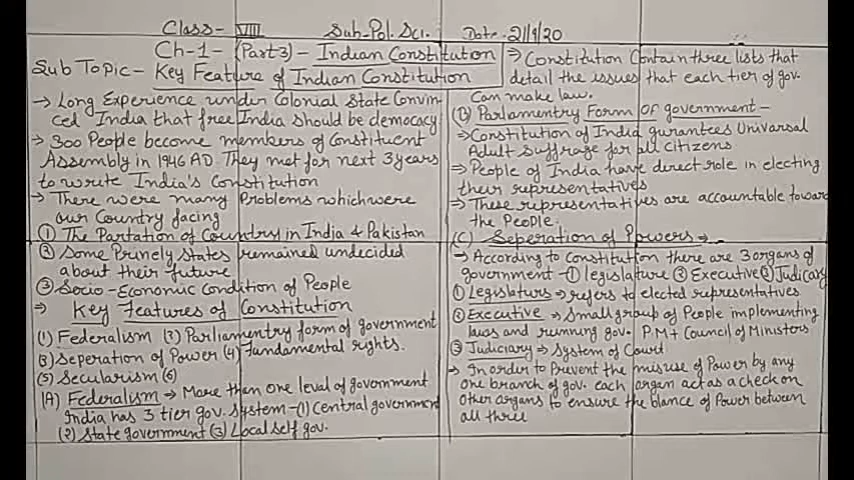 Class- VIII Sub-Pol. Sci. Date-21/9/20
Ch-1- (Part3) - Indian Constitution
Sub Topic- Key Feature of Indian Constitution
→ Long Experience under Colonial State Convin-
ced India that free India should be democacy
⇒ 300 People become members of Constituent
Assembly in 1946 AD. They met for next 3 years
to write India's Constitution
→ There were many Problems which were
our Country facing
① The Partation of Country in India & Pakistan
② Some Prinely States remained undecided
about their future
③ Socio-Economic Condition of People
⇒ Key Features of Constitution
(1) Federalism (3) Parliamentry form of government
(3) Seperation of Power (4) Fundamental rights.
(5) Secularism (6)
(A) Federalism → More than one level of government
India has 3 tier gov. system-(1) Central government
(2) State government (3) Local self gov.
⇒ Constitution Contain three lists that
detail the issues that each tier of gov.
Can make law.
(B) Parliamentry Form of government -
⇒ Constitution of India gurantees Universal
Adult Suffrage for all Citizens
⇒ People of India have direct role in electing
their representatives
⇒ These representatives are accountable toward
the People.
(C) Seperation of Powers →
→ According to Constitution there are 3 organs of
government-① legislature ② Executive ③ Judicary
① Legislaturs → refers to elected representatives
② Executive ⇒ Small group of People implementing
laws and running gov. P.M + Council of Ministors
③ Judiciary ⇒ System of Court
→ In order to Prevent the misuse of Power by any
one branch of gov. each organ act as a check on
Other organs to ensure the blance of Power between
all three